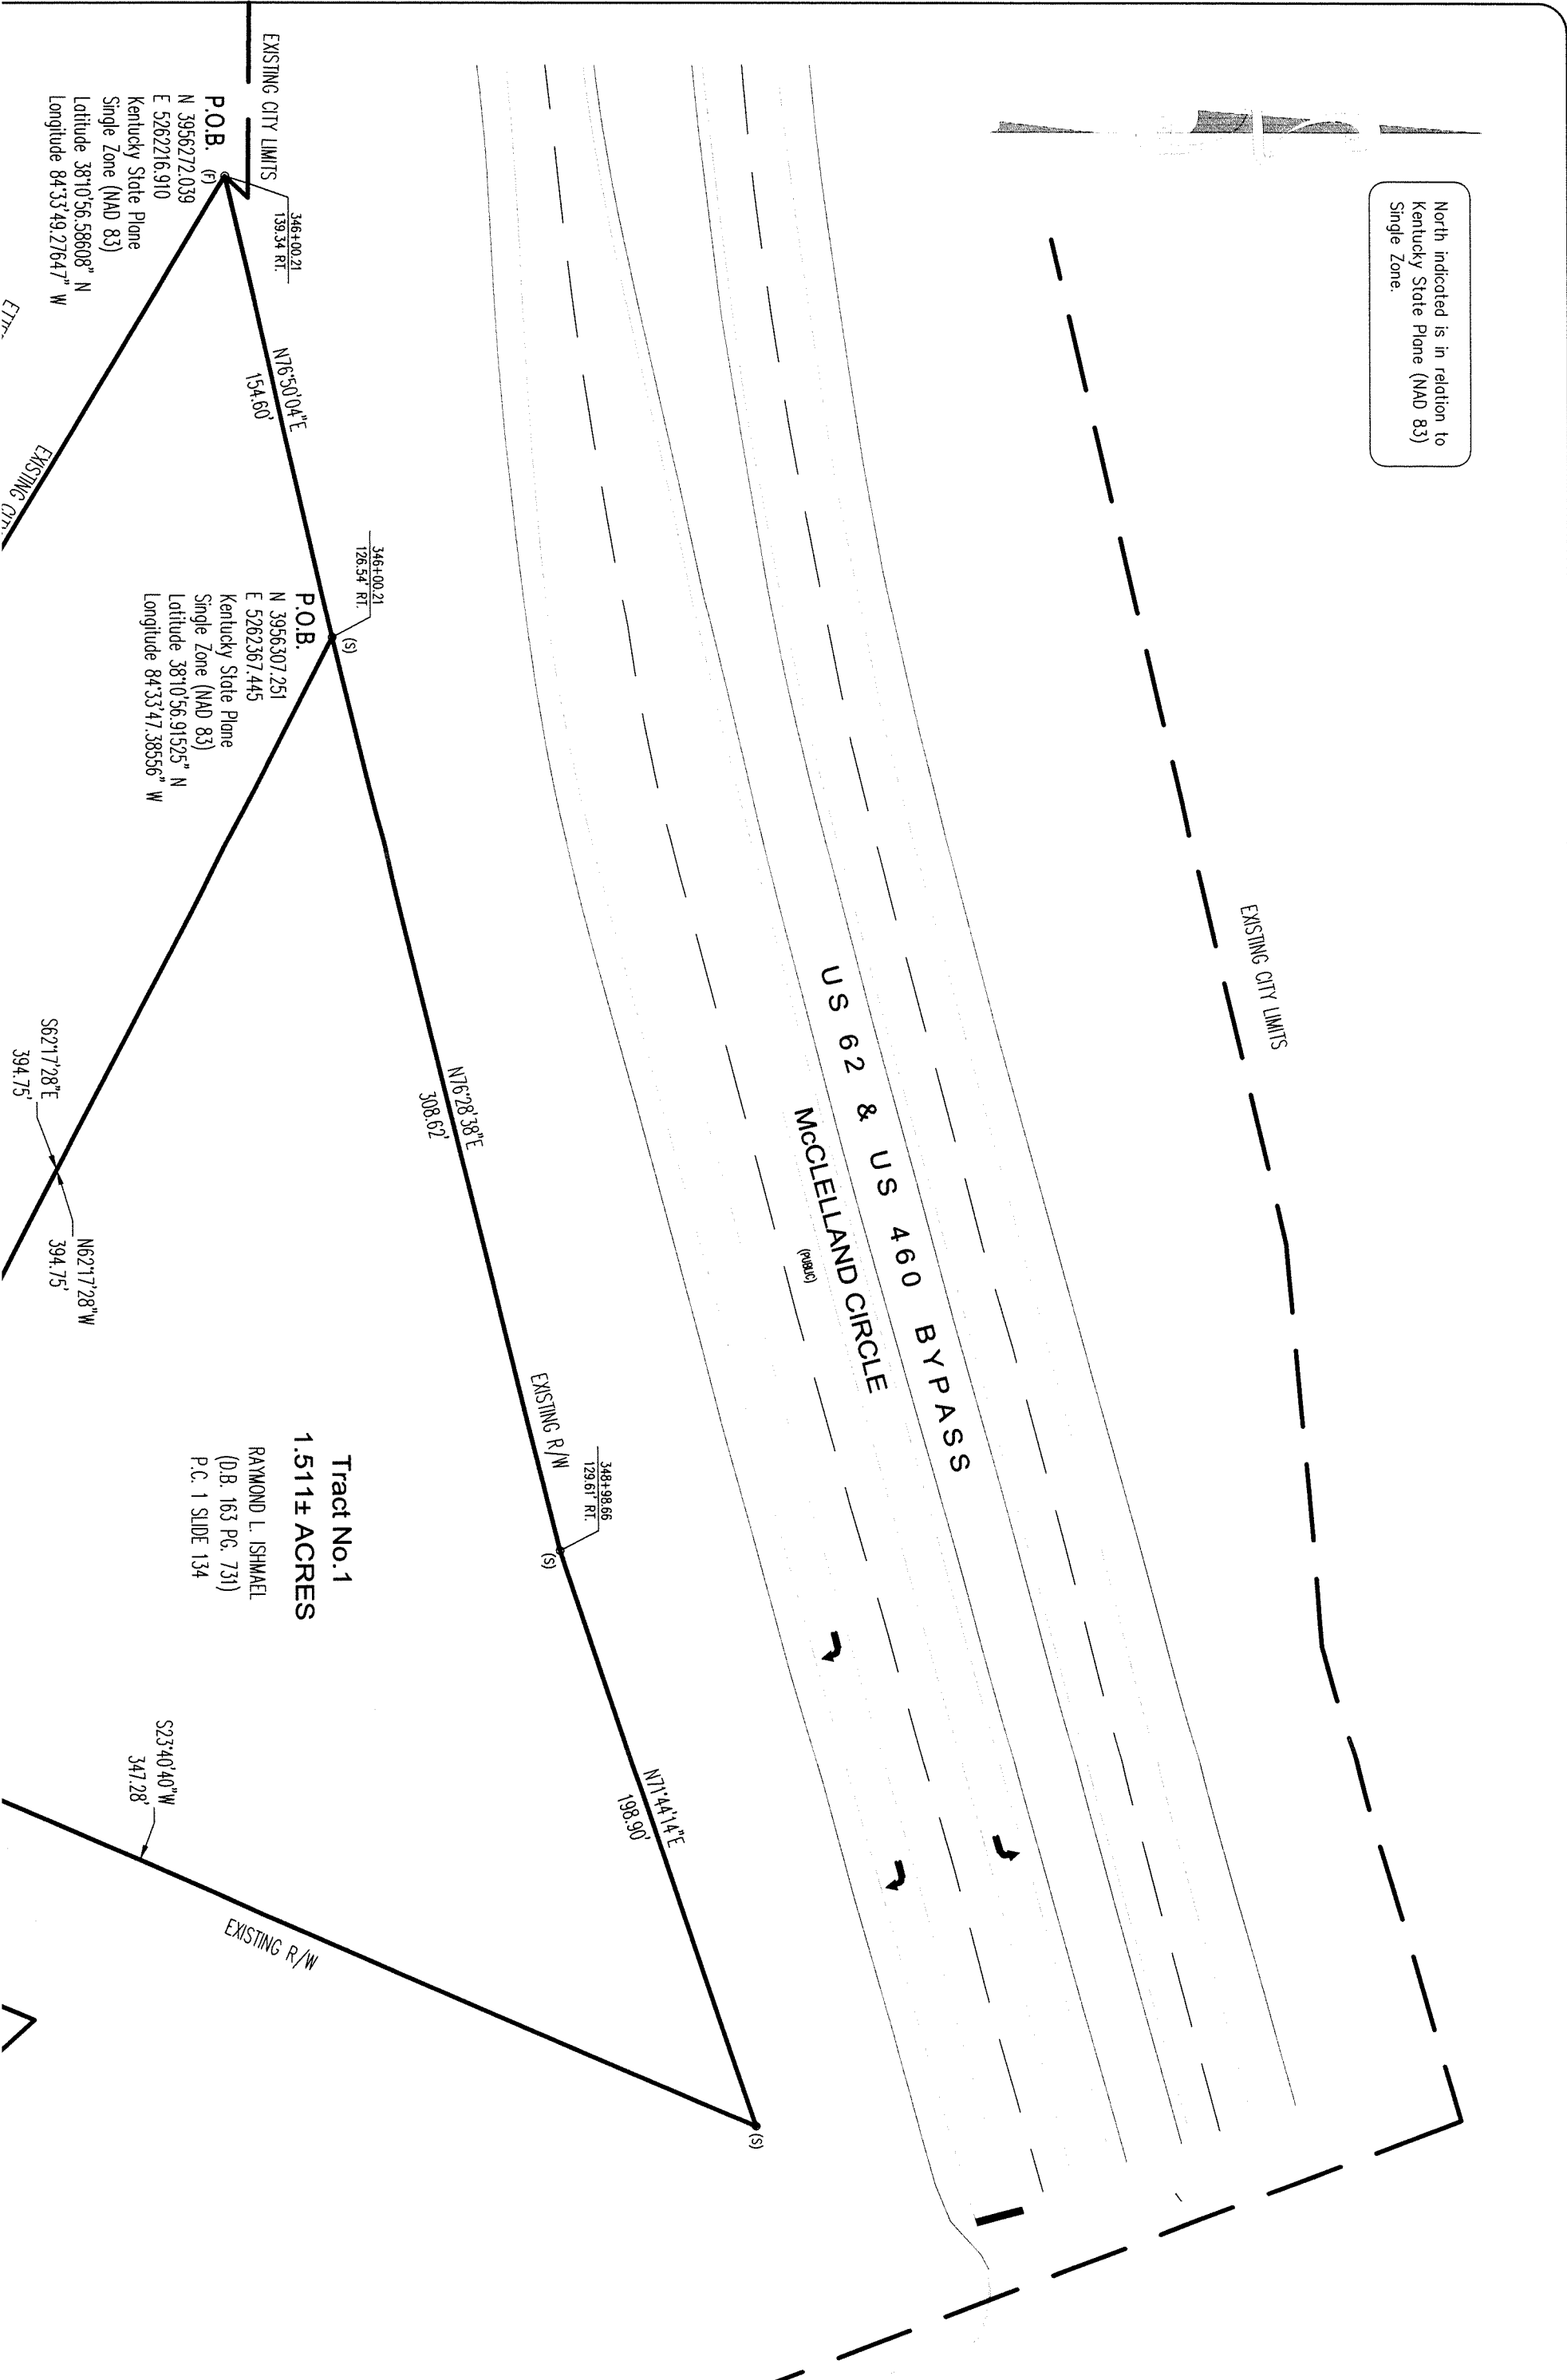 North indicated is in relation to
Kentucky State Plane (NAD 83)
Single Zone.
EXISTING CITY LIMITS
US 62 & US 460 BYPASS
McCLELLAND CIRCLE
(PUBLIC)
EXISTING CITY LIMITS
346+00.21
139.34 RT.
P.O.B. (F)
N 3956272.039
E 5262216.910
Kentucky State Plane
Single Zone (NAD 83)
Latitude 38°10'56.58608" N
Longitude 84°33'49.27647" W
N76°50'04"E
154.60'
346+00.21
126.54' RT.
(S)
P.O.B.
N 3956307.251
E 5262367.445
Kentucky State Plane
Single Zone (NAD 83)
Latitude 38°10'56.91525" N
Longitude 84°33'47.38556" W
N76°28'38"E
308.62'
EXISTING R/W
348+98.66
129.61' RT.
(S)
N71°44'14"E
198.90'
(S)
Tract No.1
1.511± ACRES
RAYMOND L. ISHMAEL
(D.B. 163 PG. 731)
P.C. 1 SLIDE 134
S62°17'28"E
394.75'
N62°17'28"W
394.75'
S23°40'40"W
347.28'
EXISTING R/W
EXISTING